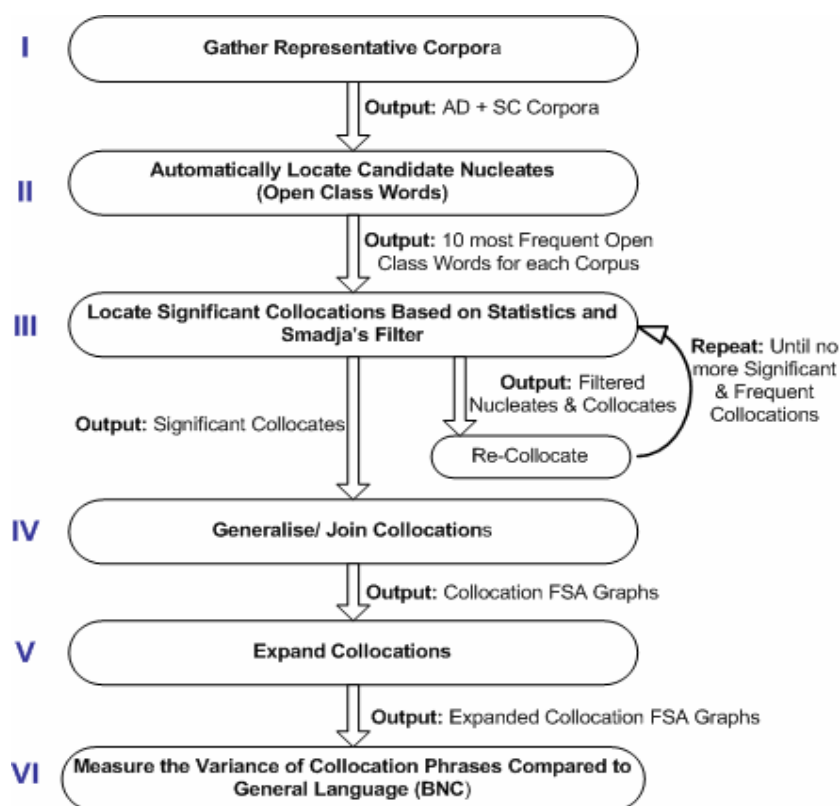 I
Gather Representative Corpora
Output: AD + SC Corpora
II
Automatically Locate Candidate Nucleates
(Open Class Words)
Output: 10 most Frequent Open
Class Words for each Corpus
III
Locate Significant Collocations Based on Statistics and
Smadja's Filter
Repeat: Until no
more Significant
& Frequent
Collocations
Output: Filtered
Nucleates & Collocates
Output: Significant Collocates
Re-Collocate
IV
Generalise/ Join Collocations
Output: Collocation FSA Graphs
V
Expand Collocations
Output: Expanded Collocation FSA Graphs
VI
Measure the Variance of Collocation Phrases Compared to
General Language (BNC)